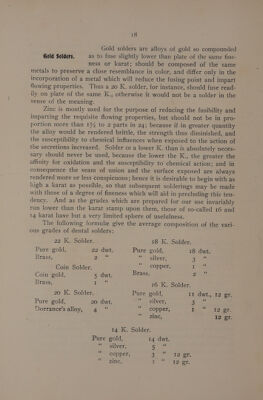 18
Gold Solders.
Gold solders are alloys of gold so compounded
as to fuse slightly lower than plate of the same fine-
ness or karat; should be composed of the same
metals to preserve a close resemblance in color, and differ only in the
incorporation of a metal which will reduce the fusing point and impart
flowing properties. Thus a 20 K. solder, for instance, should fuse read-
ily on plate of the same K., otherwise it would not be a solder in the
sense of the meaning.
Zinc is mostly used for the purpose of reducing the fusibility and
imparting the requisite flowing properties, but should not be in pro-
portion more than 1½ to 2 parts in 24; because if in greater quantity
the alloy would be rendered brittle, the strength thus diminished, and
the susceptibility to chemical influences when exposed to the action of
the secretions increased. Solder of a lower K. than is absolutely neces-
sary should never be used, because the lower the K., the greater the
affinity for oxidation and the susceptibility to chemical action; and in
consequence the seam of union and the surface exposed are always
rendered more or less conspicuous; hence it is desirable to begin with as
high a karat as possible, so that subsequent solderings may be made
with those of a degree of fineness which will aid in precluding this ten-
dency. And as the grades which are prepared for our use invariably
run lower than the karat stamp upon them, those of so-called 16 and
14 karat have but a very limited sphere of usefulness.
The following formulæ give the average composition of the vari-
ous grades of dental solders:
22 K. Solder.
Pure gold, 22 dwt.
Brass, 2 "
Coin Solder.
Coin gold, 5 dwt.
Brass, 1 "
20 K. Solder.
Pure gold, 20 dwt.
Dorrance's alloy, 4 "
18 K. Solder.
Pure gold, 18 dwt.
" silver, 3 "
" copper, 1 "
Brass, 2 "
16 K. Solder.
Pure gold, 11 dwt., 12 gr.
" silver, 3 "
" copper, 1 " 12 gr.
" zinc, 12 gr.
14 K. Solder.
Pure gold, 14 dwt.
" silver, 5 "
" copper, 3 " 12 gr.
" zinc, 1 " 12 gr.